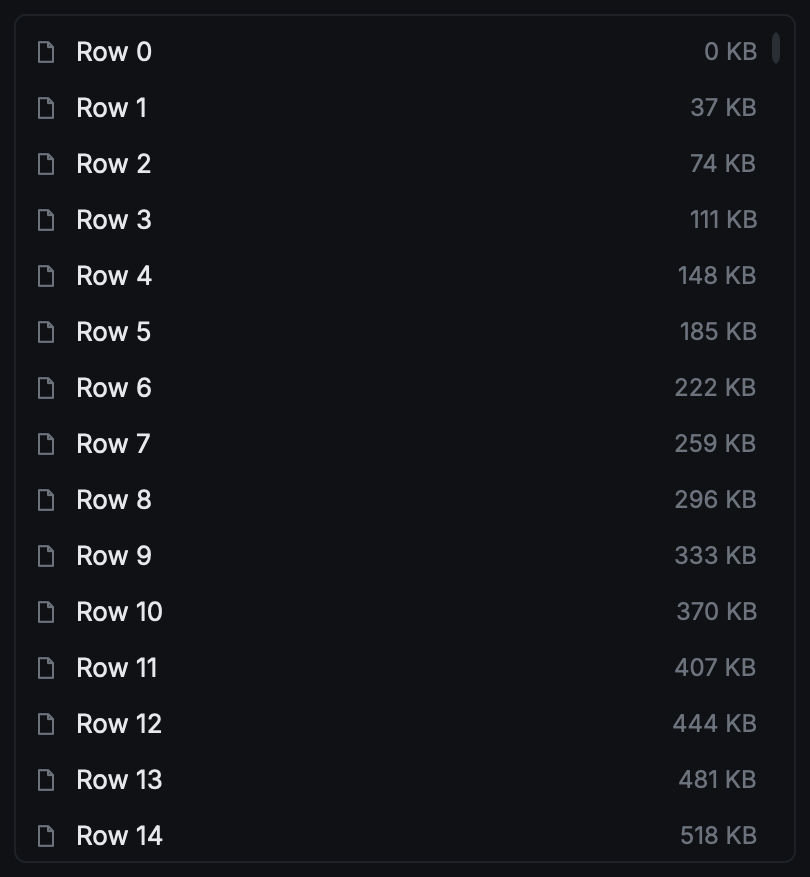 Row 0 0 KB
Row 1 37 KB
Row 2 74 KB
Row 3 111 KB
Row 4 148 KB
Row 5 185 KB
Row 6 222 KB
Row 7 259 KB
Row 8 296 KB
Row 9 333 KB
Row 10 370 KB
Row 11 407 KB
Row 12 444 KB
Row 13 481 KB
Row 14 518 KB